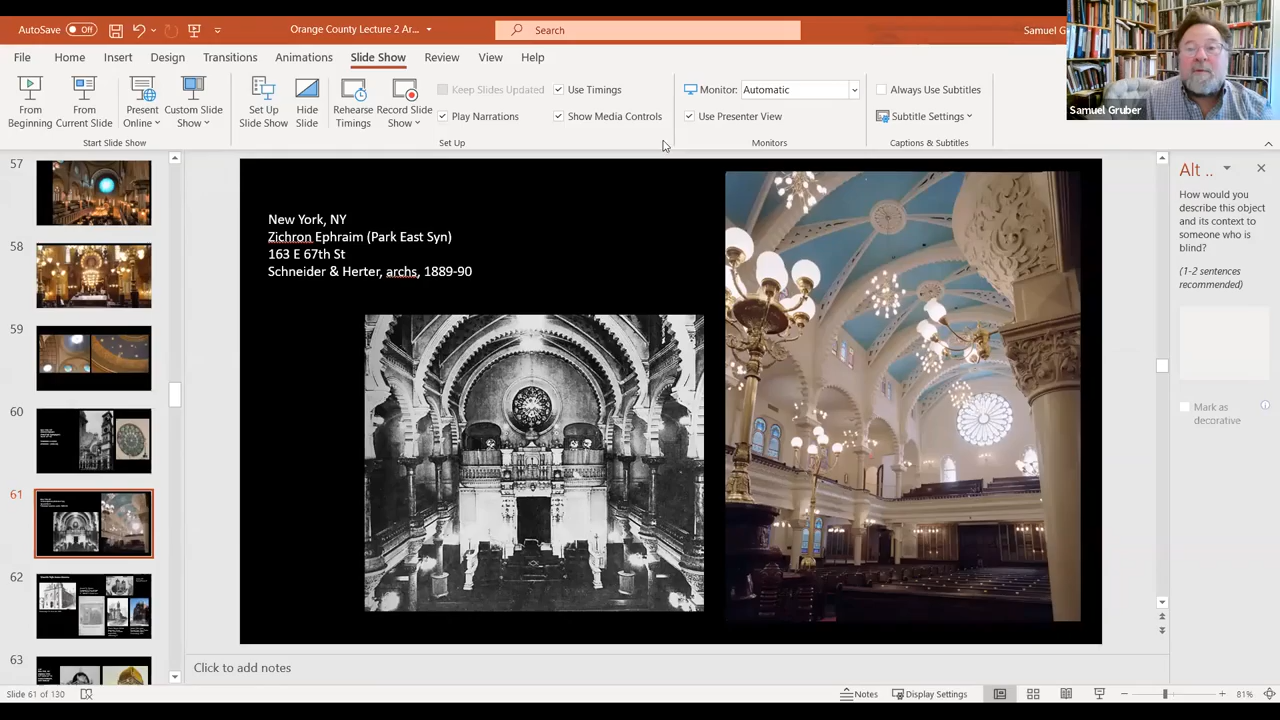 AutoSave Off
Orange County Lecture 2 Ar...
Search
Samuel G
Samuel Gruber
File Home Insert Design Transitions Animations Slide Show Review View Help
From Beginning
From Current Slide
Present Online
Custom Slide Show
Start Slide Show
Set Up Slide Show
Hide Slide
Rehearse Timings
Record Slide Show
Keep Slides Updated
Play Narrations
Use Timings
Show Media Controls
Set Up
Monitor: Automatic
Use Presenter View
Monitors
Always Use Subtitles
Subtitle Settings
Captions & Subtitles
57
58
59
60
61
62
63
New York, NY
Zichron Ephraim (Park East Syn)
163 E 67th St
Schneider & Herter, archs, 1889-90
Alt ..
How would you
describe this object
and its context to
someone who is
blind?
(1-2 sentences
recommended)
Mark as
decorative
Click to add notes
Slide 61 of 130
Notes
Display Settings
81%